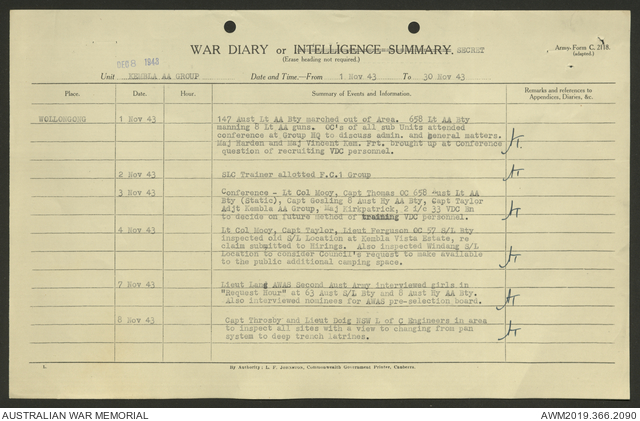 WAR DIARY or INTELLIGENCE SUMMARY. SECRET
Army Form C. 2118.
(Erase heading not required.)
(adapted.)
DEC 8 1943
Unit KEMBLA AA GROUP Date and Time.—From 1 Nov 43 To 30 Nov 43
Place. Date. Hour. Summary of Events and Information. Remarks and references to Appendices, Diaries, &c.
WOLLONGONG 1 Nov 43 147 Aust Lt AA Bty marched out of Area. 658 Lt AA Bty
manning 8 Lt AA guns. OC's of all sub Units attended
conference at Group HQ to discuss admin. and general matters.
Maj Harden and Maj Vincent Kem. Frt. brought up at Conference
question of recruiting VDC personnel.
2 Nov 43 SLC Trainer allotted F.C.1 Group
3 Nov 43 Conference - Lt Col Mooy, Capt Thomas OC 658 Aust Lt AA
Bty (Static), Capt Gosling 8 Aust Hy AA Bty, Capt Taylor
Adjt Kembla AA Group, Maj Kirkpatrick, 2 i/c 33 VDC Bn
to decide on future method of training VDC personnel.
4 Nov 43 Lt Col Mooy, Capt Taylor, Lieut Ferguson OC 57 S/L Bty
inspected old S/L Location at Kembla Vista Estate, re
claim submitted to Hirings. Also inspected Windang S/L
Location to consider Council's request to make available
to the public additional camping space.
7 Nov 43 Lieut Lang AWAS Second Aust Army interviewed girls in
"Request Hour" at 63 Aust S/L Bty and 8 Aust Hy AA Bty.
Also interviewed nominees for AWAS pre-selection board.
8 Nov 43 Capt Throsby and Lieut Doig NSW L of C Engineers in area
to inspect all sites with a view to changing from pan
system to deep trench latrines.
By Authority: L. F. Johnston, Commonwealth Government Printer, Canberra.
AUSTRALIAN WAR MEMORIAL AWM2019.366.2090